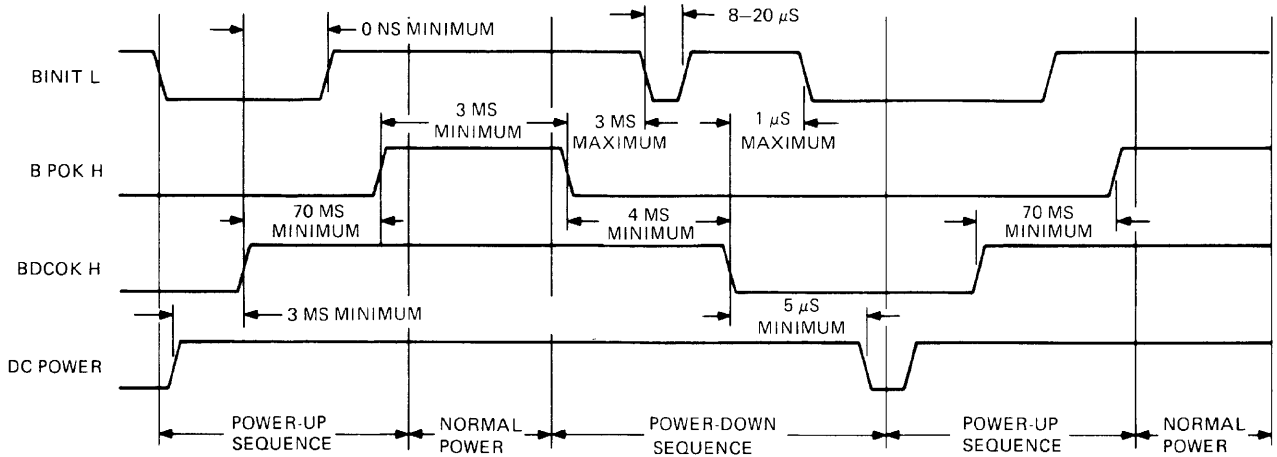 8–20 µS
0 NS MINIMUM
BINIT L
3 MS
MINIMUM
3 MS
MAXIMUM
1 µS
MAXIMUM
B POK H
70 MS
MINIMUM
4 MS
MINIMUM
70 MS
MINIMUM
BDCOK H
3 MS MINIMUM
5 µS
MINIMUM
DC POWER
POWER-UP
SEQUENCE
NORMAL
POWER
POWER-DOWN
SEQUENCE
POWER-UP
SEQUENCE
NORMAL
POWER